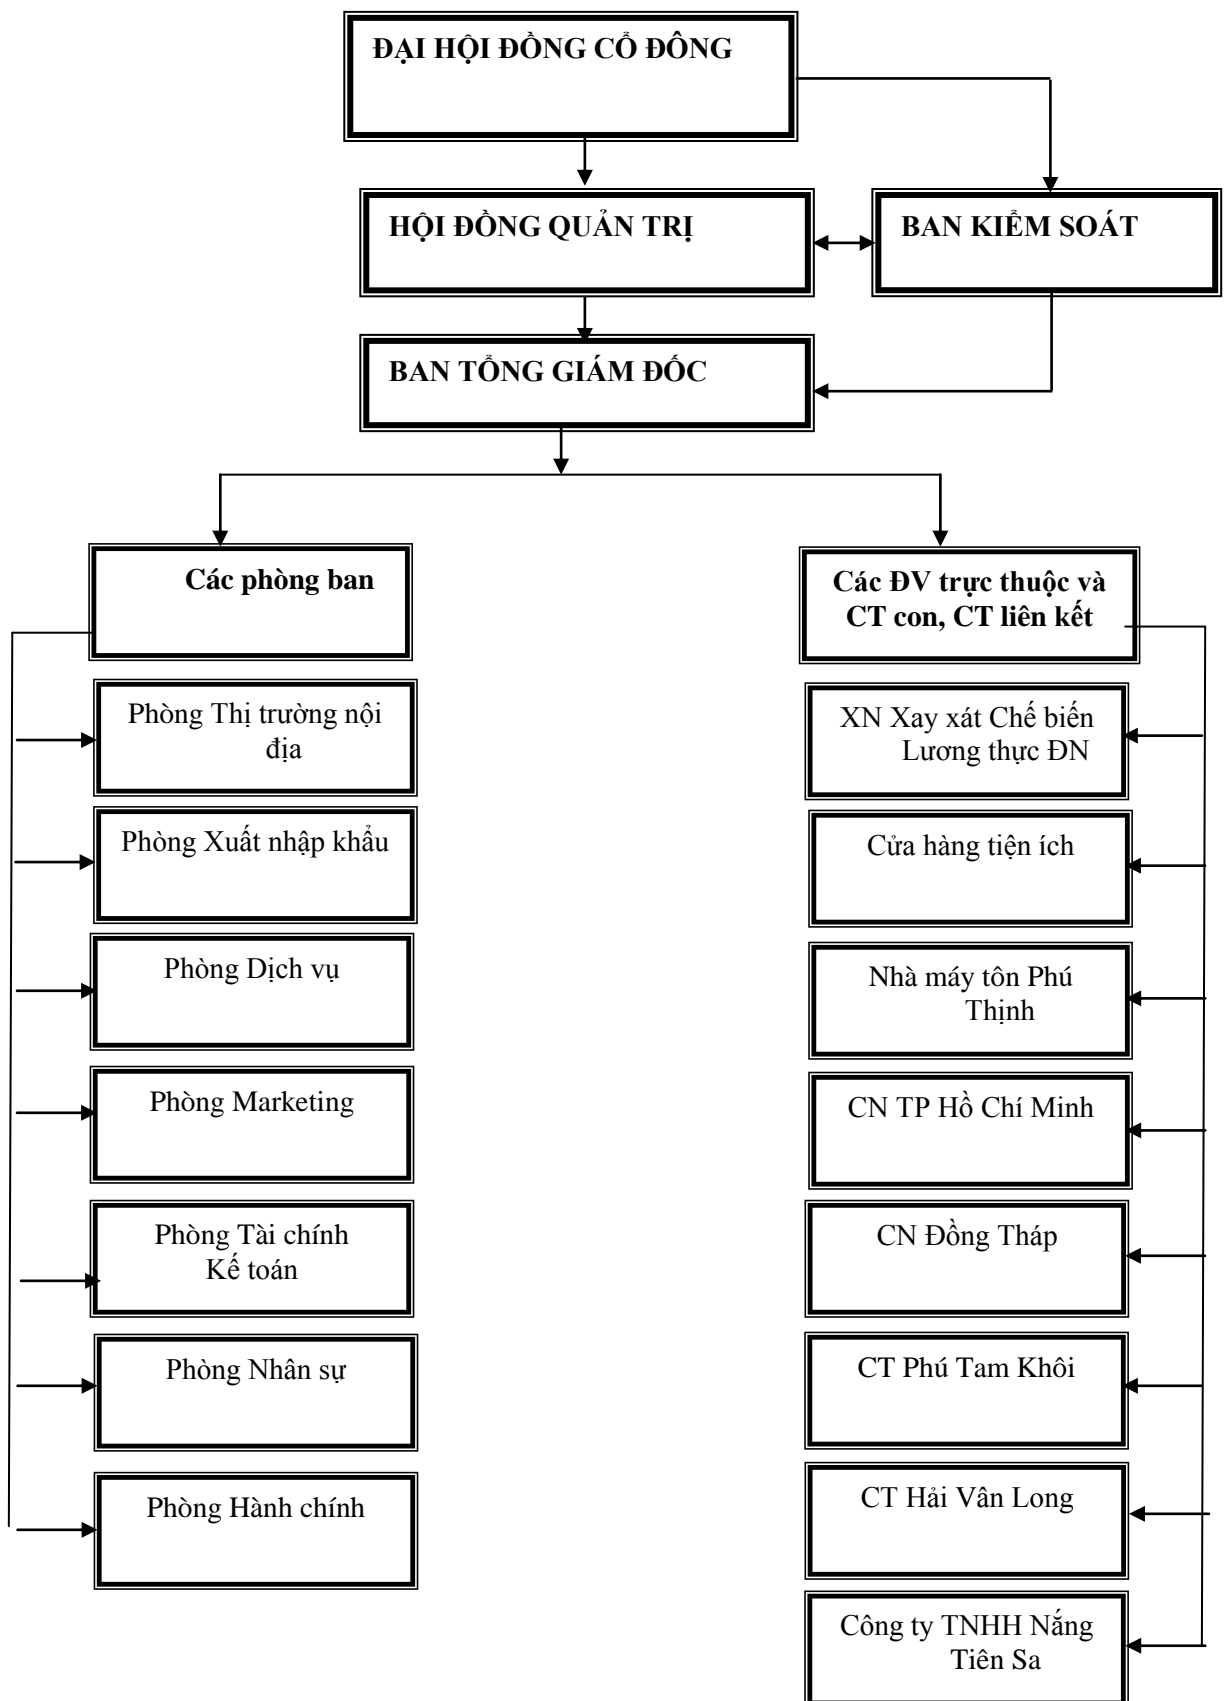 ĐẠI HỘI ĐỒNG CỔ ĐÔNG
HỘI ĐỒNG QUẢN TRỊ
BAN KIỂM SOÁT
BAN TỔNG GIÁM ĐỐC
Các phòng ban
Phòng Thị trường nội
địa
Phòng Xuất nhập khẩu
Phòng Dịch vụ
Phòng Marketing
Phòng Tài chính
Kế toán
Phòng Nhân sự
Phòng Hành chính
Các ĐV trực thuộc và
CT con, CT liên kết
XN Xay xát Chế biến
Lương thực ĐN
Cửa hàng tiện ích
Nhà máy tôn Phú
Thịnh
CN TP Hồ Chí Minh
CN Đồng Tháp
CT Phú Tam Khôi
CT Hải Vân Long
Công ty TNHH Nắng
Tiên Sa